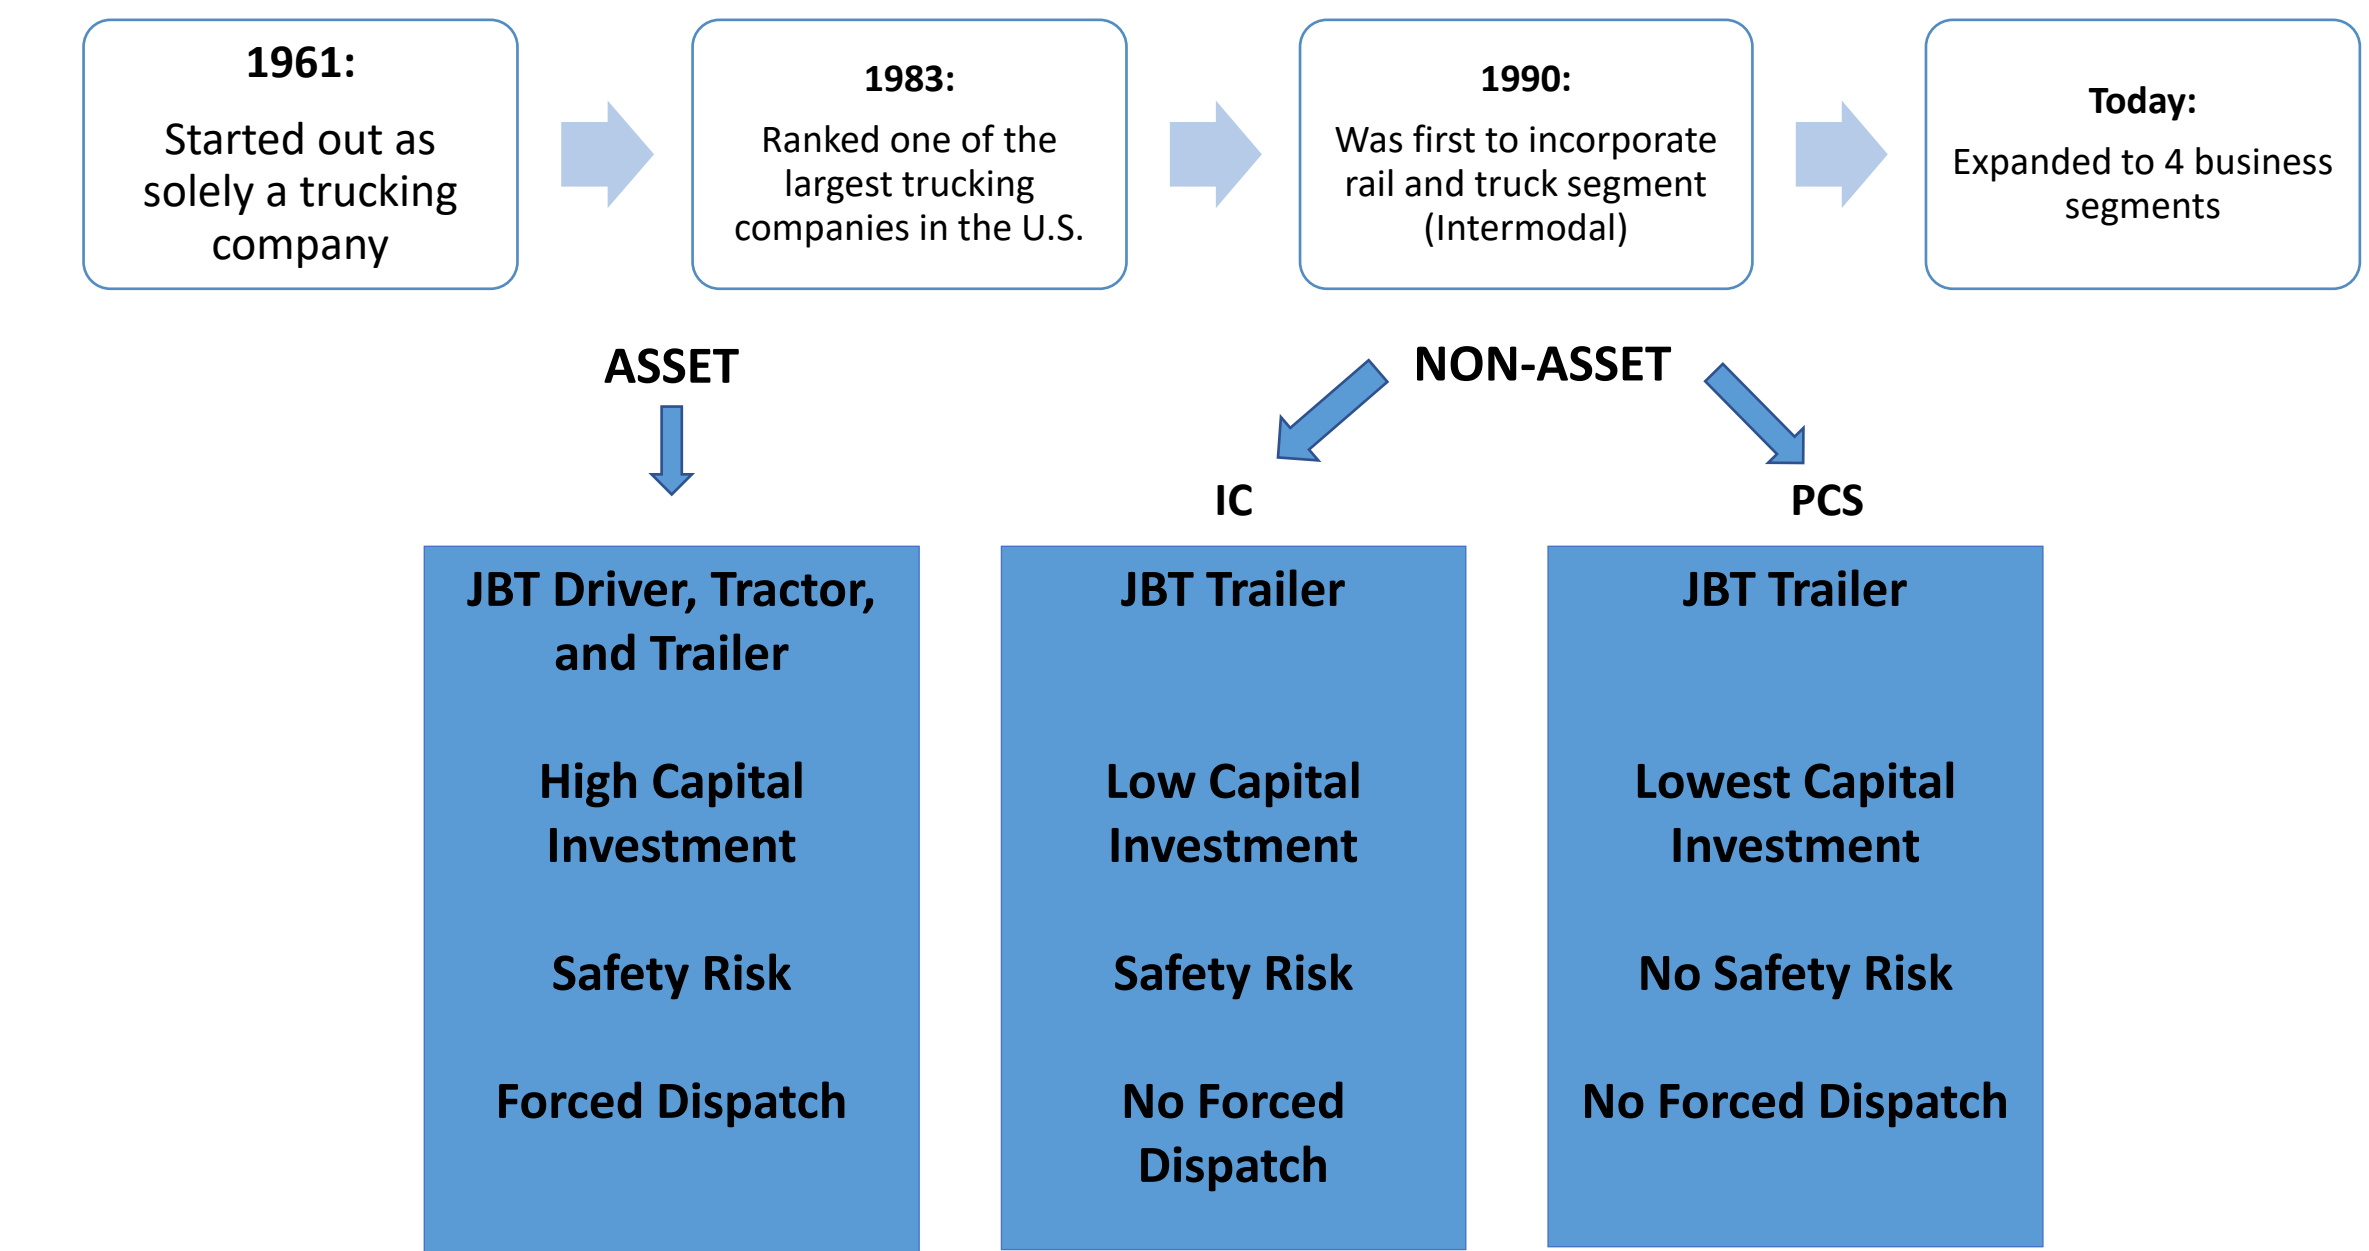 1961:
Started out as
solely a trucking
company
1983:
Ranked one of the
largest trucking
companies in the U.S.
1990:
Was first to incorporate
rail and truck segment
(Intermodal)
Today:
Expanded to 4 business
segments
ASSET
JBT Driver, Tractor,
and Trailer
High Capital
Investment
Safety Risk
Forced Dispatch
NON-ASSET
IC
JBT Trailer
Low Capital
Investment
Safety Risk
No Forced
Dispatch
PCS
JBT Trailer
Lowest Capital
Investment
No Safety Risk
No Forced Dispatch